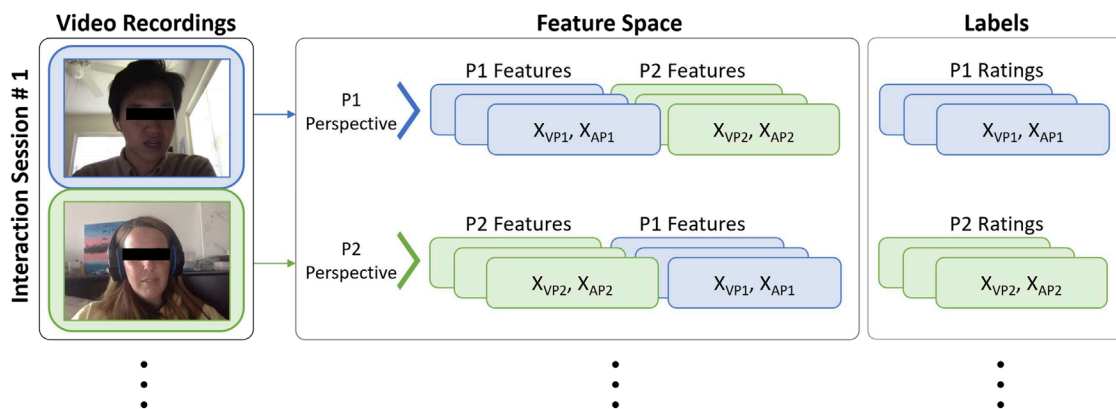 Video Recordings
Feature Space
Labels
Interaction Session # 1
P1
Perspective
P1 Features
P2 Features
X_VP1, X_AP1
X_VP2, X_AP2
P1 Ratings
X_VP1, X_AP1
P2
Perspective
P2 Features
P1 Features
X_VP2, X_AP2
X_VP1, X_AP1
P2 Ratings
X_VP2, X_AP2